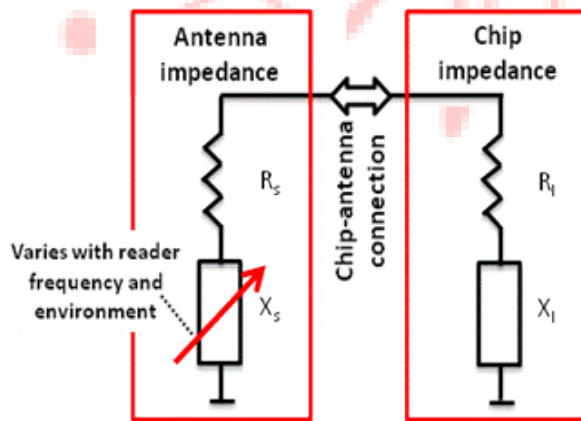 Antenna
impedance
Chip
impedance
Chip-antenna
connection
Rs
Rl
Varies with reader
frequency and
environment
Xs
Xl